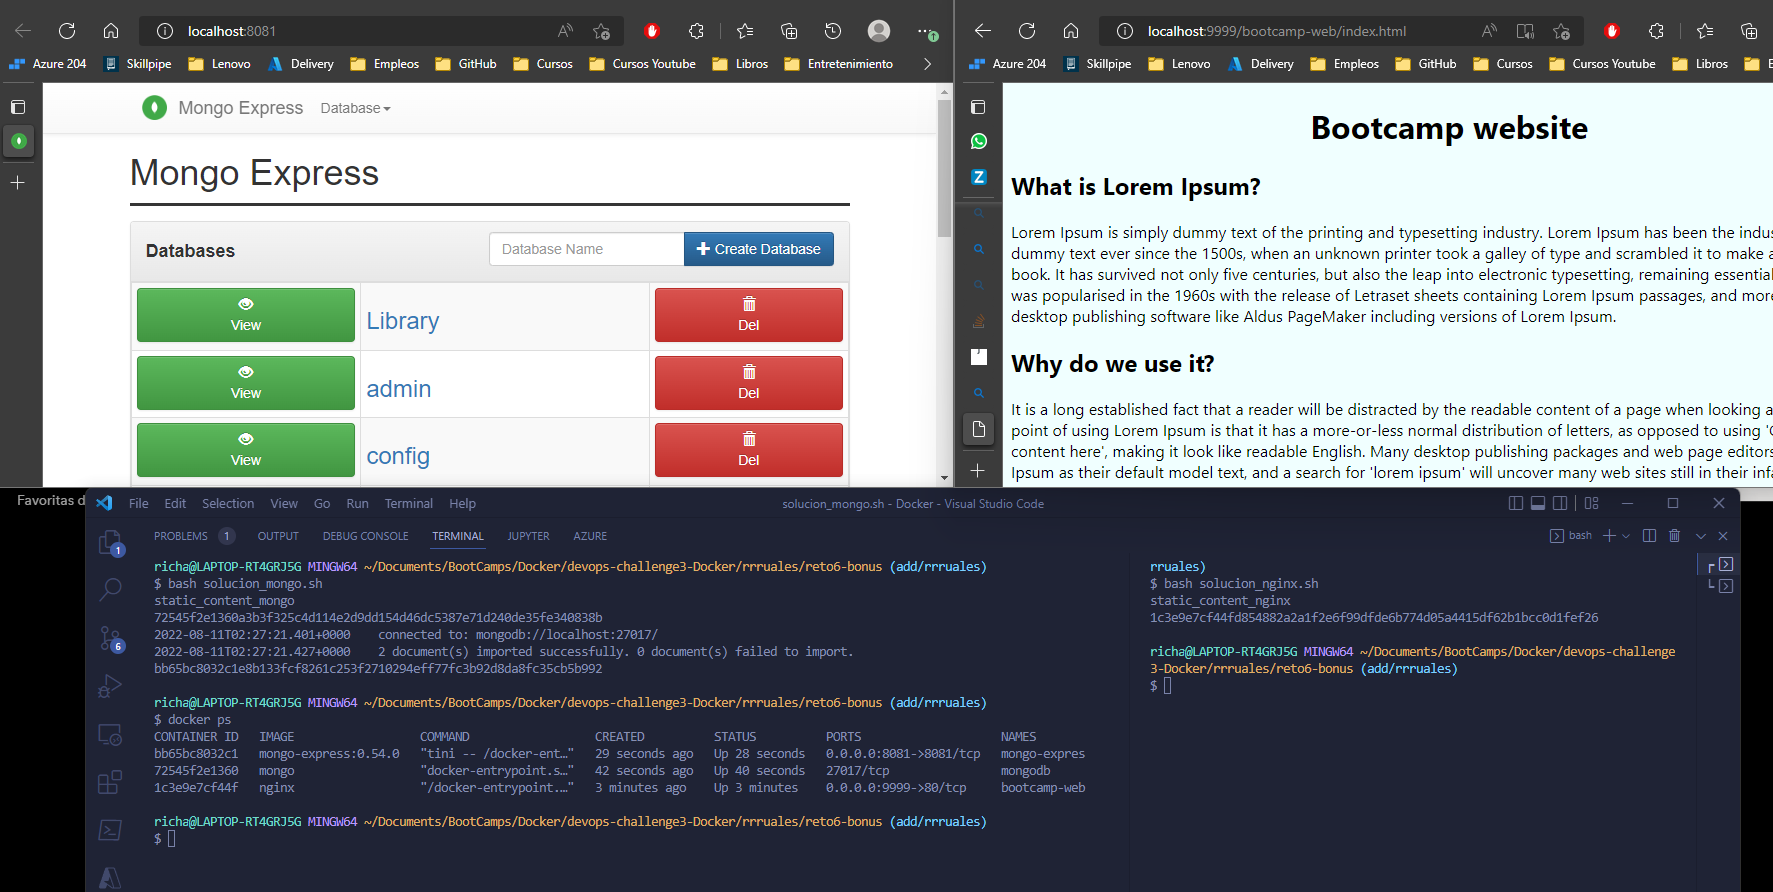 localhost:8081
Azure 204 Skillpipe Lenovo Delivery Empleos GitHub Cursos Cursos Youtube Libros Entretenimiento
Mongo Express Database
Mongo Express
Databases Database Name Create Database
View Library Del
View admin Del
View config Del
localhost:9999/bootcamp-web/index.html
Azure 204 Skillpipe Lenovo Delivery Empleos GitHub Cursos Cursos Youtube Libros E
Bootcamp website
What is Lorem Ipsum?
Lorem Ipsum is simply dummy text of the printing and typesetting industry. Lorem Ipsum has been the indus
dummy text ever since the 1500s, when an unknown printer took a galley of type and scrambled it to make a
book. It has survived not only five centuries, but also the leap into electronic typesetting, remaining essential
was popularised in the 1960s with the release of Letraset sheets containing Lorem Ipsum passages, and more
desktop publishing software like Aldus PageMaker including versions of Lorem Ipsum.
Why do we use it?
It is a long established fact that a reader will be distracted by the readable content of a page when looking a
point of using Lorem Ipsum is that it has a more-or-less normal distribution of letters, as opposed to using 'C
content here', making it look like readable English. Many desktop publishing packages and web page editors
Ipsum as their default model text, and a search for 'lorem ipsum' will uncover many web sites still in their infa
Favoritas d
File Edit Selection View Go Run Terminal Help solucion_mongo.sh - Docker - Visual Studio Code
PROBLEMS 1 OUTPUT DEBUG CONSOLE TERMINAL JUPYTER AZURE bash
1
6
richa@LAPTOP-RT4GRJ5G MINGW64 ~/Documents/BootCamps/Docker/devops-challenge3-Docker/rrruales/reto6-bonus (add/rrruales)
$ bash solucion_mongo.sh
static_content_mongo
72545f2e1360a3b3f325c4d114e2d9dd154d46dc5387e71d240de35fe340838b
2022-08-11T02:27:21.401+0000 connected to: mongodb://localhost:27017/
2022-08-11T02:27:21.427+0000 2 document(s) imported successfully. 0 document(s) failed to import.
bb65bc8032c1e8b133fcf8261c253f2710294eff77fc3b92d8da8fc35cb5b992
richa@LAPTOP-RT4GRJ5G MINGW64 ~/Documents/BootCamps/Docker/devops-challenge3-Docker/rrruales/reto6-bonus (add/rrruales)
$ docker ps
CONTAINER ID IMAGE COMMAND CREATED STATUS PORTS NAMES
bb65bc8032c1 mongo-express:0.54.0 "tini -- /docker-ent…" 29 seconds ago Up 28 seconds 0.0.0.0:8081->8081/tcp mongo-expres
72545f2e1360 mongo "docker-entrypoint.s…" 42 seconds ago Up 40 seconds 27017/tcp mongodb
1c3e9e7cf44f nginx "/docker-entrypoint.…" 3 minutes ago Up 3 minutes 0.0.0.0:9999->80/tcp bootcamp-web
richa@LAPTOP-RT4GRJ5G MINGW64 ~/Documents/BootCamps/Docker/devops-challenge3-Docker/rrruales/reto6-bonus (add/rrruales)
$
rruales)
$ bash solucion_nginx.sh
static_content_nginx
1c3e9e7cf44fd854882a2a1f2e6f99dfde6b774d05a4415df62b1bcc0d1fef26
richa@LAPTOP-RT4GRJ5G MINGW64 ~/Documents/BootCamps/Docker/devops-challenge
3-Docker/rrruales/reto6-bonus (add/rrruales)
$